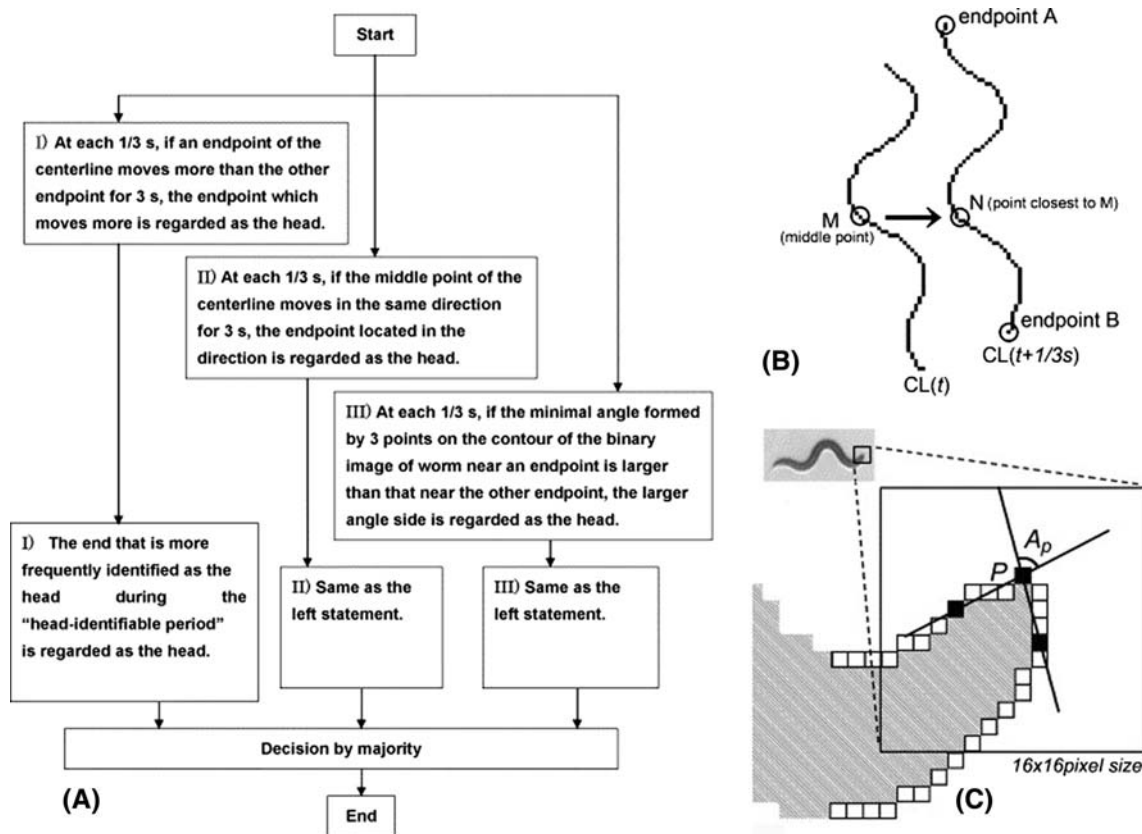 Start
I) At each 1/3 s, if an endpoint of the
centerline moves more than the other
endpoint for 3 s, the endpoint which
moves more is regarded as the head.
II) At each 1/3 s, if the middle point of the
centerline moves in the same direction
for 3 s, the endpoint located in the
direction is regarded as the head.
III) At each 1/3 s, if the minimal angle formed
by 3 points on the contour of the binary
image of worm near an endpoint is larger
than that near the other endpoint, the larger
angle side is regarded as the head.
I) The end that is more
frequently identified as the
head during the
“head-identifiable period”
is regarded as the head.
II) Same as the
left statement.
III) Same as the
left statement.
Decision by majority
(A)
End
endpoint A
M
(middle point)
N (point closest to M)
endpoint B
(B)
CL(t+1/3s)
CL(t)
Ap
P
16x16pixel size
(C)